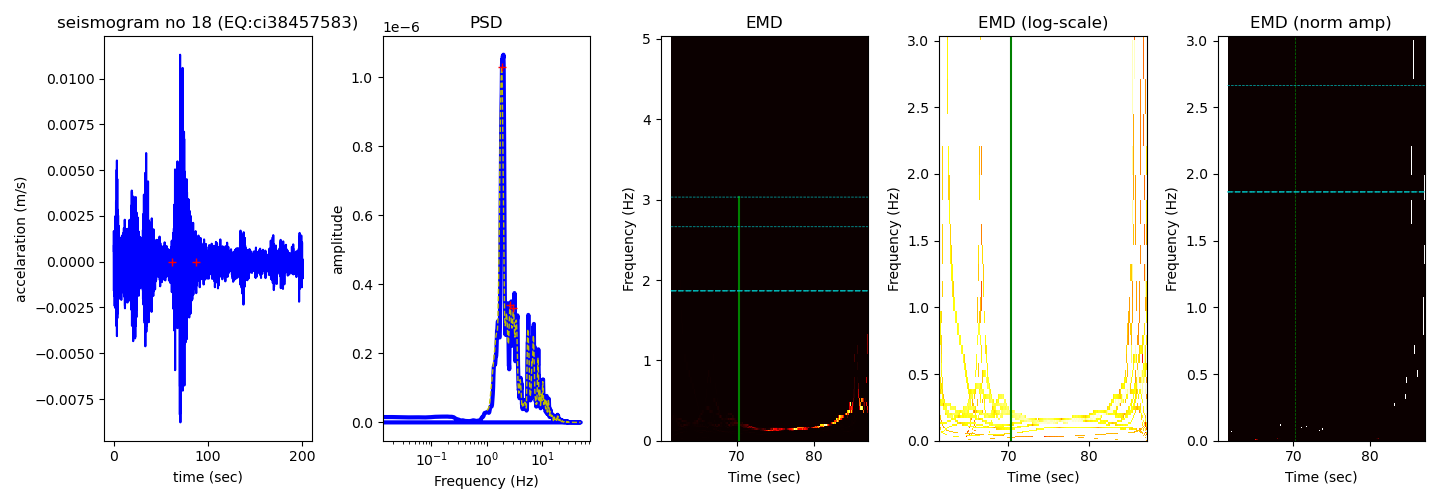 seismogram no 18 (EQ:ci38457583)
0.0100
0.0075
0.0050
0.0025
0.0000
−0.0025
−0.0050
−0.0075
accelaration (m/s)
0
100
200
time (sec)
PSD
1e−6
1.0
0.8
0.6
0.4
0.2
0.0
amplitude
10⁻¹
10⁰
10¹
Frequency (Hz)
EMD
5
4
3
2
1
0
Frequency (Hz)
70
80
Time (sec)
EMD (log-scale)
3.0
2.5
2.0
1.5
1.0
0.5
0.0
Frequency (Hz)
70
80
Time (sec)
EMD (norm amp)
3.0
2.5
2.0
1.5
1.0
0.5
0.0
Frequency (Hz)
70
80
Time (sec)